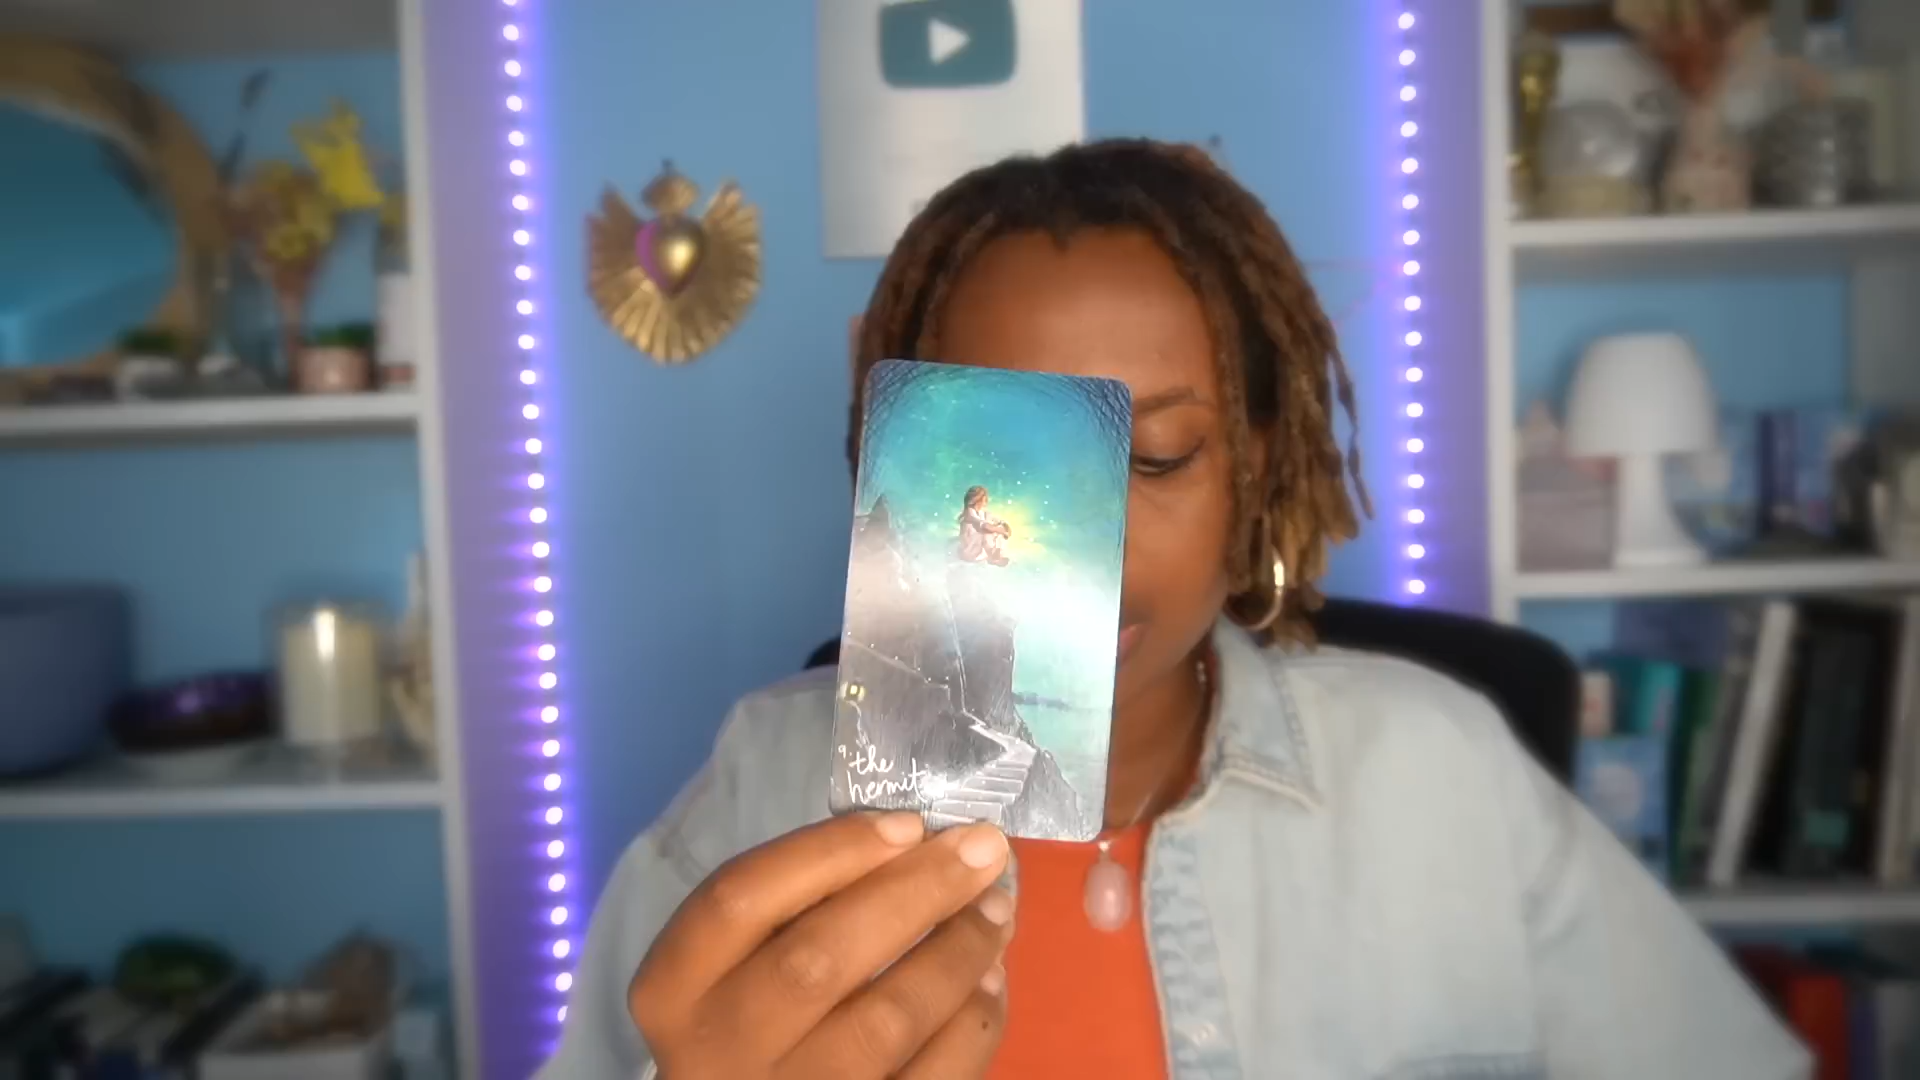 9. the
hermit